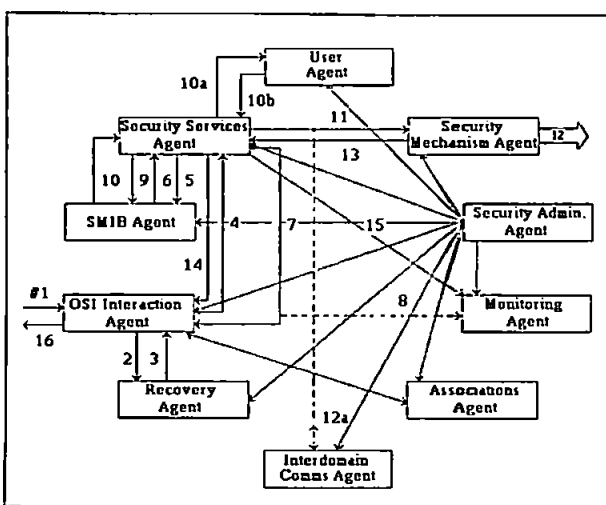 User
Agent
10a
10b
11
Security Services
Agent
Security
Mechanism Agent
12
13
10
9
6
5
SMIB Agent
4
7
15
Security Admin.
Agent
14
#1
OSI Interaction
Agent
16
8
Monitoring
Agent
2
3
Recovery
Agent
Associations
Agent
12a
Interdomain
Comms Agent